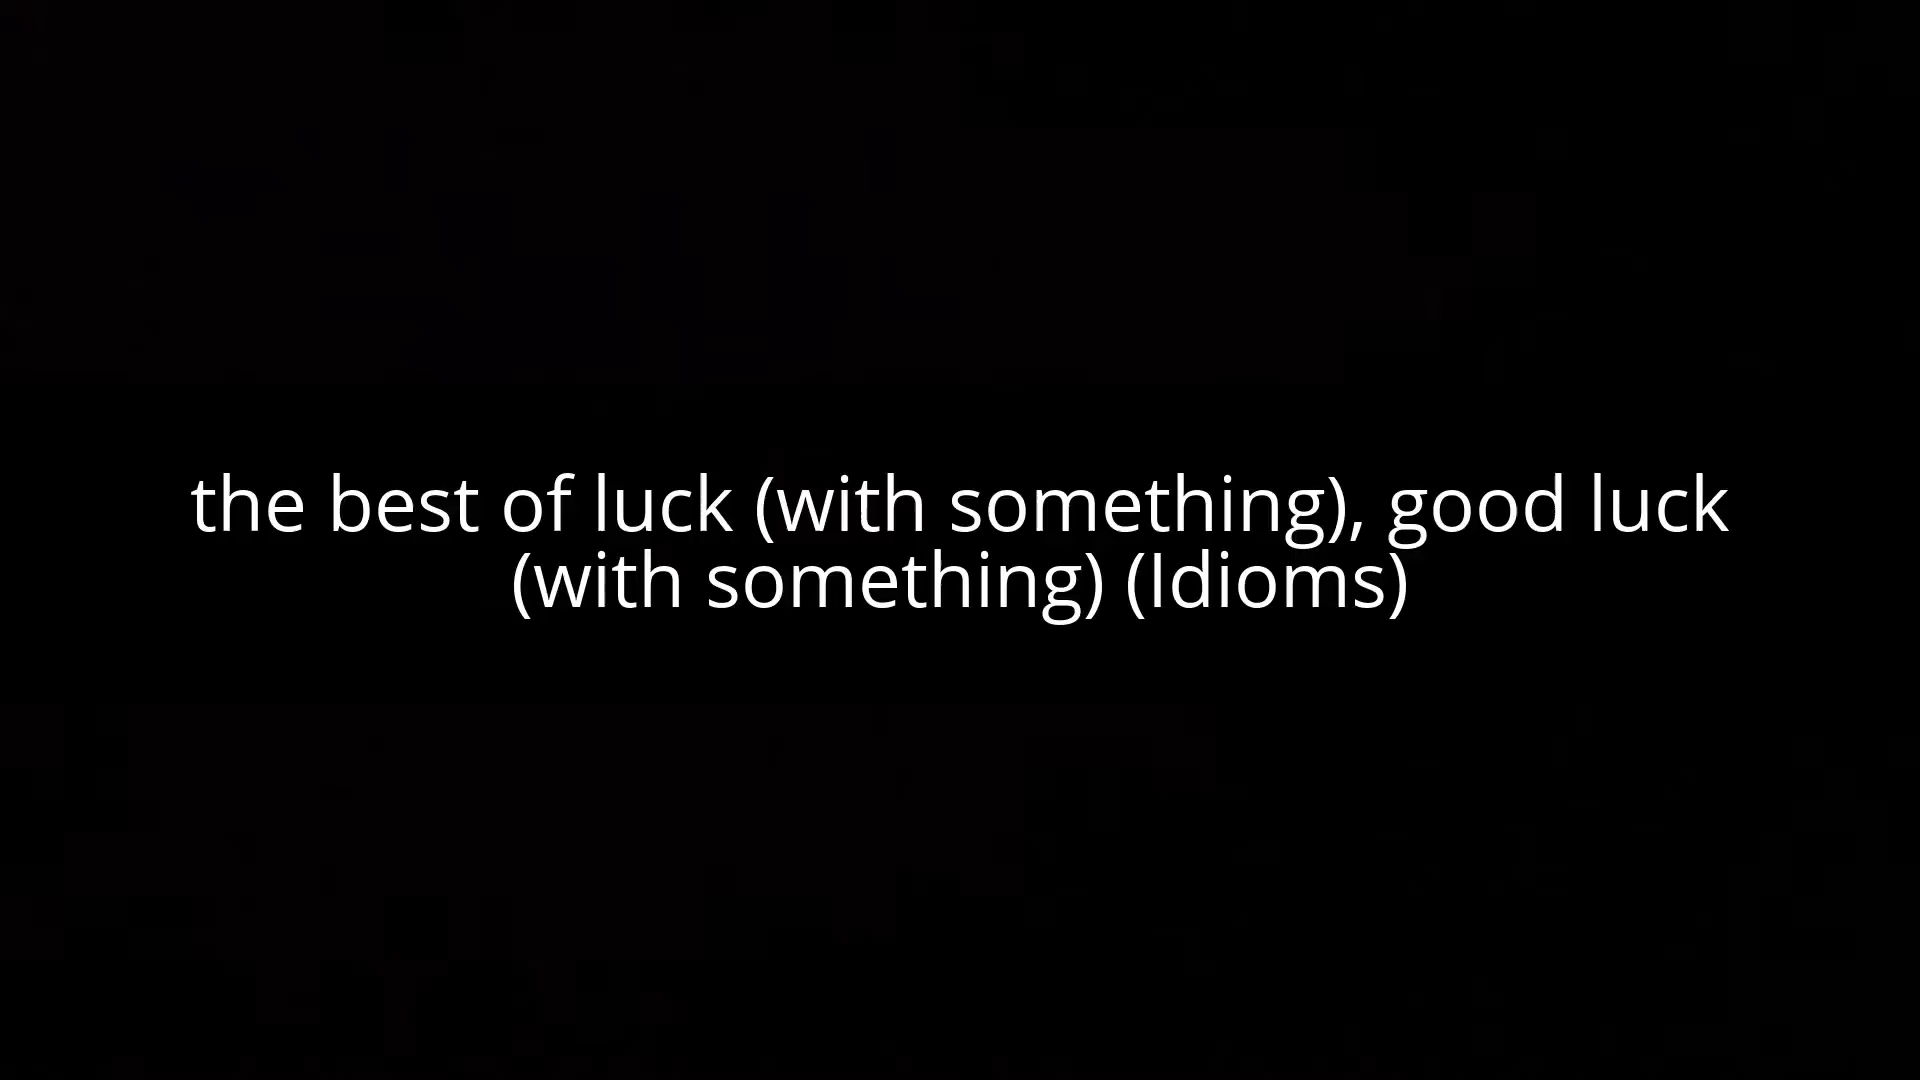 the best of luck (with something), good luck
(with something) (Idioms)